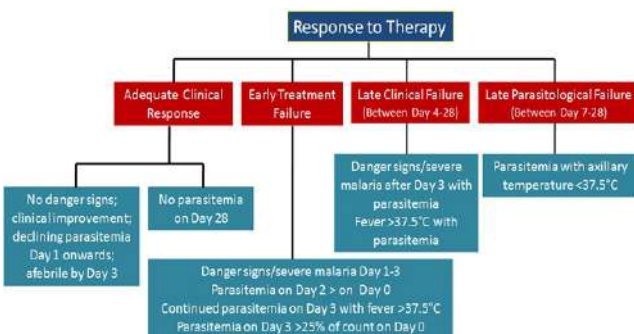 Response to Therapy
Adequate Clinical
Response
Early Treatment
Failure
Late Clinical Failure
(Between Day 4-28)
Late Parasitological Failure
(Between Day 7-28)
No danger signs;
clinical improvement;
declining parasitemia
Day 1 onwards;
afebrile by Day 3
No parasitemia
on Day 28
Danger signs/severe
malaria after Day 3 with
parasitemia
Fever >37.5°C with
parasitemia
Parasitemia with axillary
temperature <37.5°C
Danger signs/severe malaria Day 1-3
Parasitemia on Day 2 > on Day 0
Continued parasitemia on Day 3 with fever >37.5°C
Parasitemia on Day 3 >25% of count on Day 0